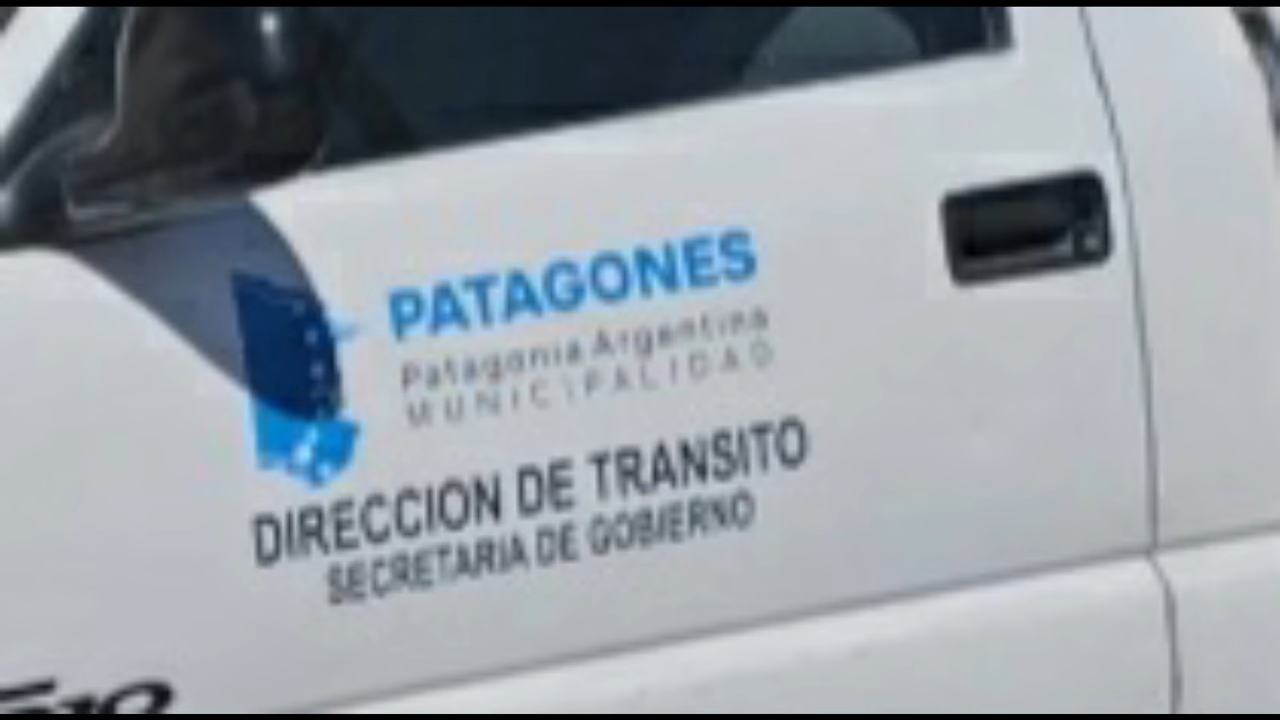 PATAGONES
Patagonia Argentina
MUNICIPALIDAD
DIRECCION DE TRANSITO
SECRETARIA DE GOBIERNO